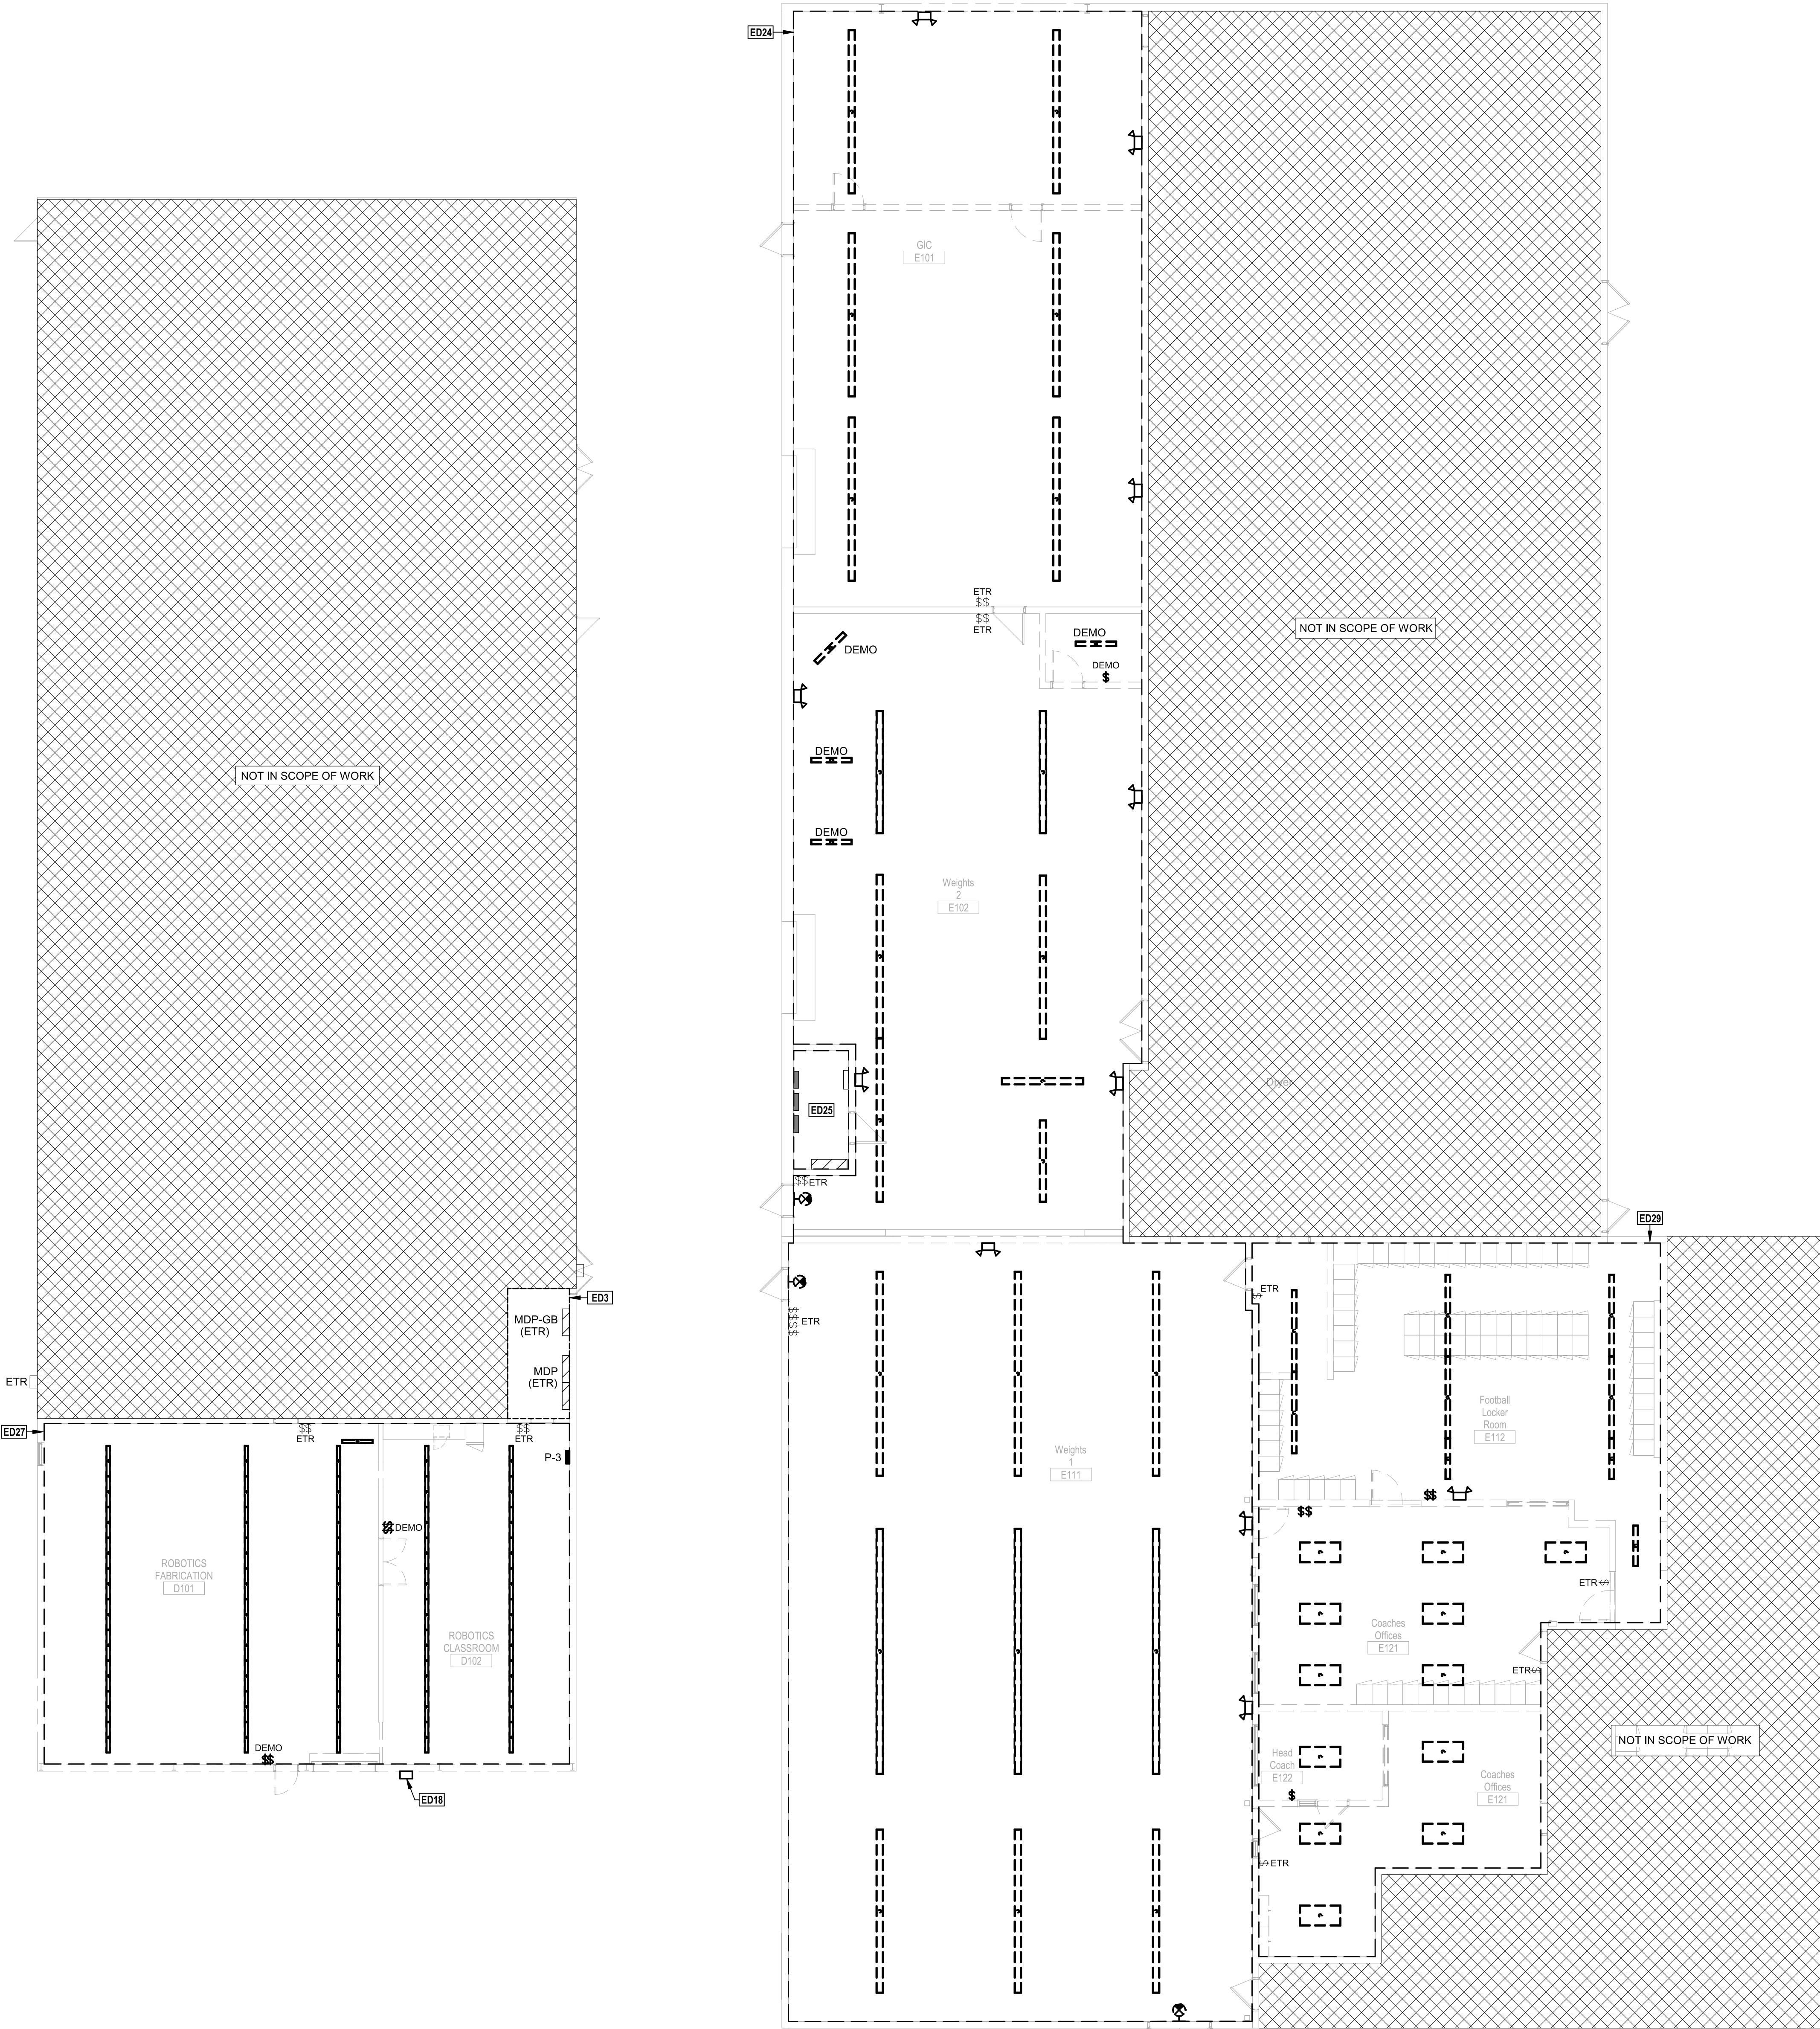 ED24
GIC
E101
ETR
$$
$$
ETR
NOT IN SCOPE OF WORK
DEMO
DEMO
DEMO
$
NOT IN SCOPE OF WORK
DEMO
DEMO
Weights
2
E102
Dryer
ED25
$$ETR
ED29
ED3
ETR
$
MDP-GB
(ETR)
$$$$
ETR
MDP
(ETR)
ETR
Football
Locker
Room
E112
ED27
$$
ETR
$$
ETR
P-3
Weights
1
E111
$$
$$
$$
DEMO
ROBOTICS
FABRICATION
D101
ETR
$
Coaches
Offices
E121
ROBOTICS
CLASSROOM
D102
ETR
$
NOT IN SCOPE OF WORK
DEMO
$$
Head
Coach
E122
Coaches
Offices
E121
$
ED18
$
ETR